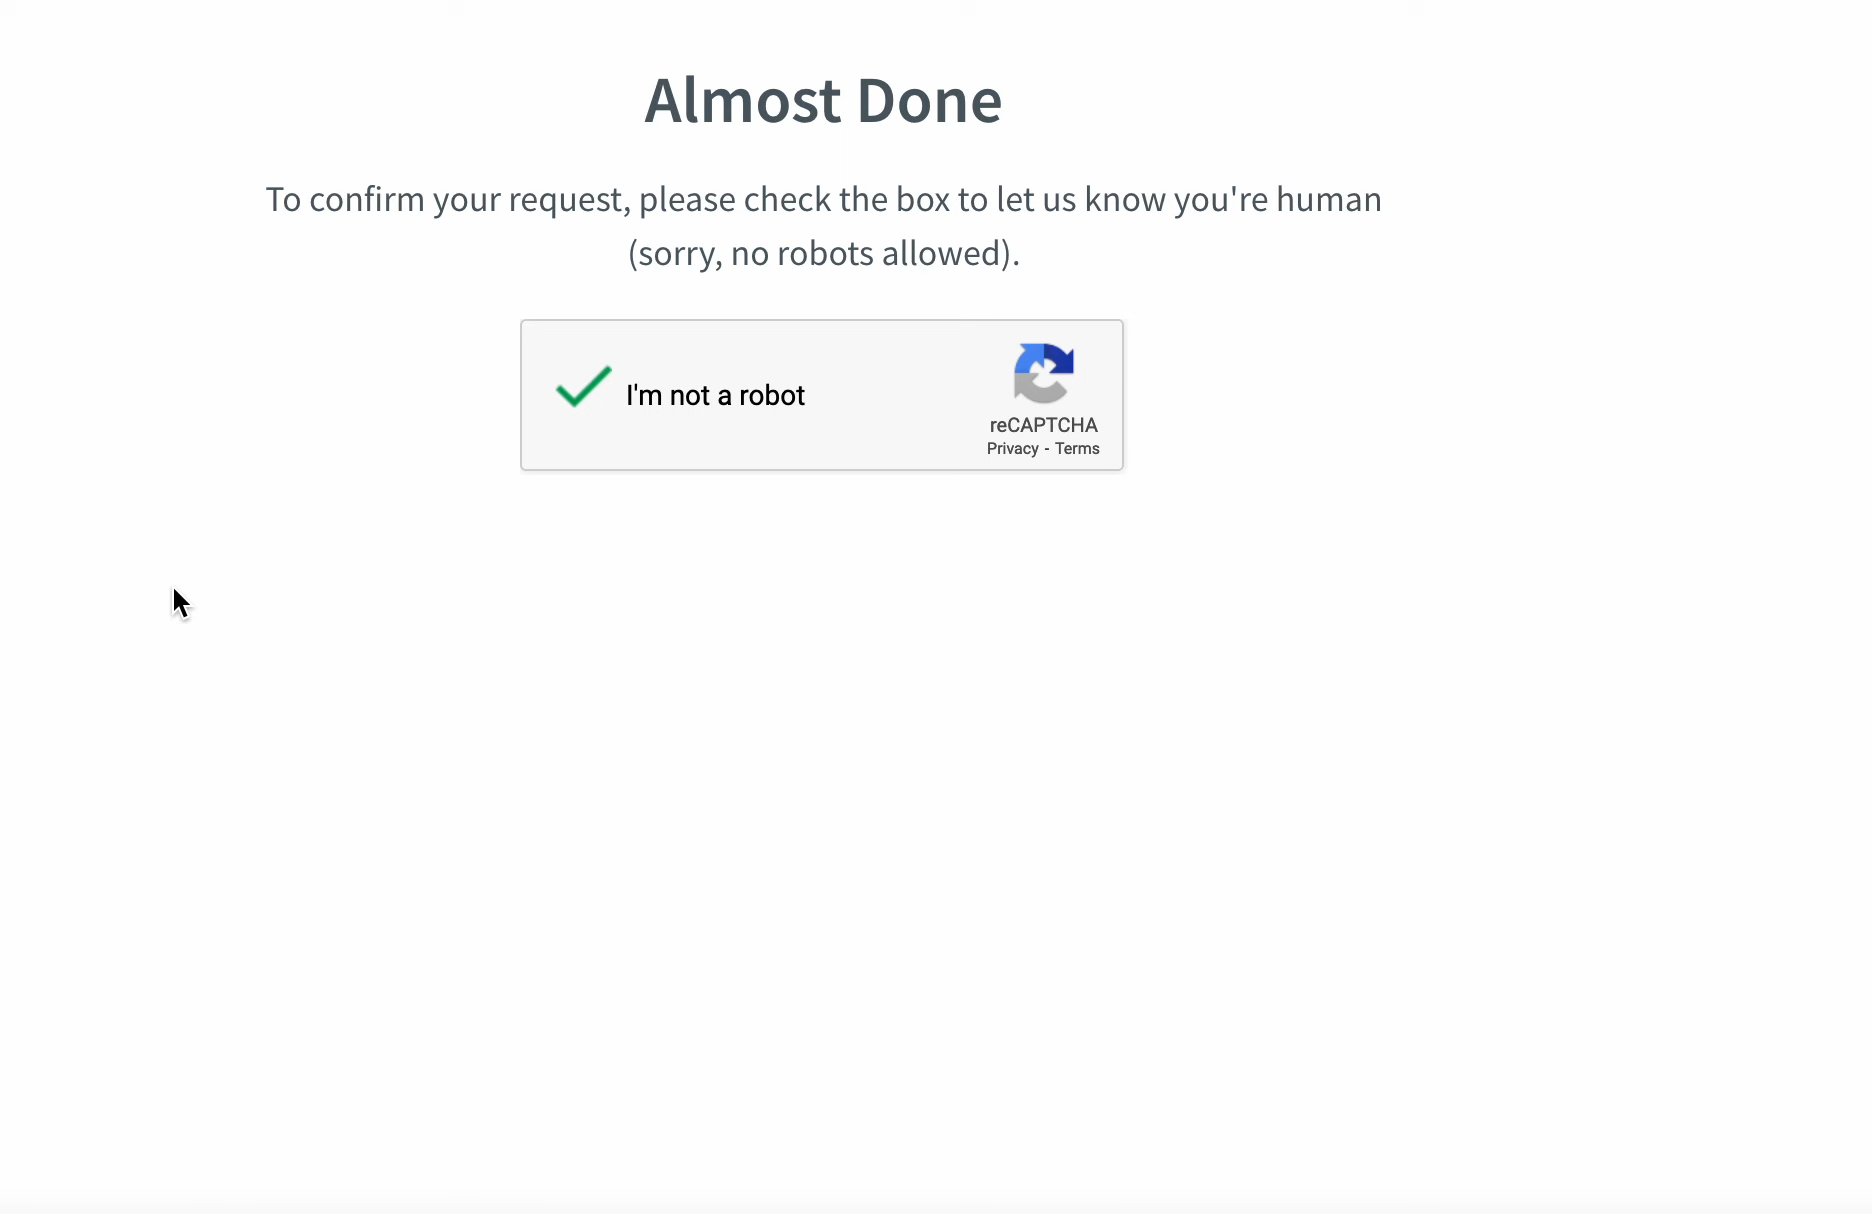 Almost Done
To confirm your request, please check the box to let us know you're human
(sorry, no robots allowed).
I'm not a robot
reCAPTCHA
Privacy - Terms